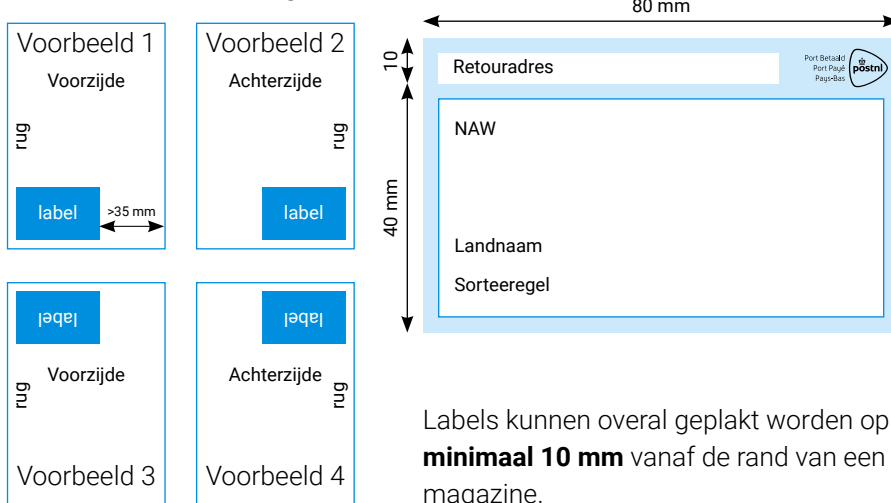 Voorbeeld 1
Voorzijde
rug
label
>35 mm
Voorbeeld 2
Achterzijde
rug
label
label
Voorzijde
rug
Voorbeeld 3
label
Achterzijde
rug
Voorbeeld 4
80 mm
10
40 mm
Retouradres
Port Betaald
Port Payé
Pays-Bas
postnl
NAW
Landnaam
Sorteeregel
Labels kunnen overal geplakt worden op
minimaal 10 mm vanaf de rand van een
magazine.